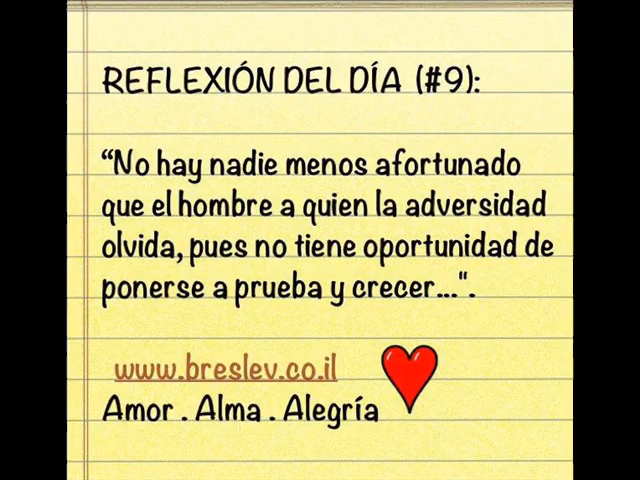 REFLEXIÓN DEL DÍA (#9):
“No hay nadie menos afortunado
que el hombre a quien la adversidad
olvida, pues no tiene oportunidad de
ponerse a prueba y crecer...".
www.breslev.co.il
Amor . Alma . Alegría